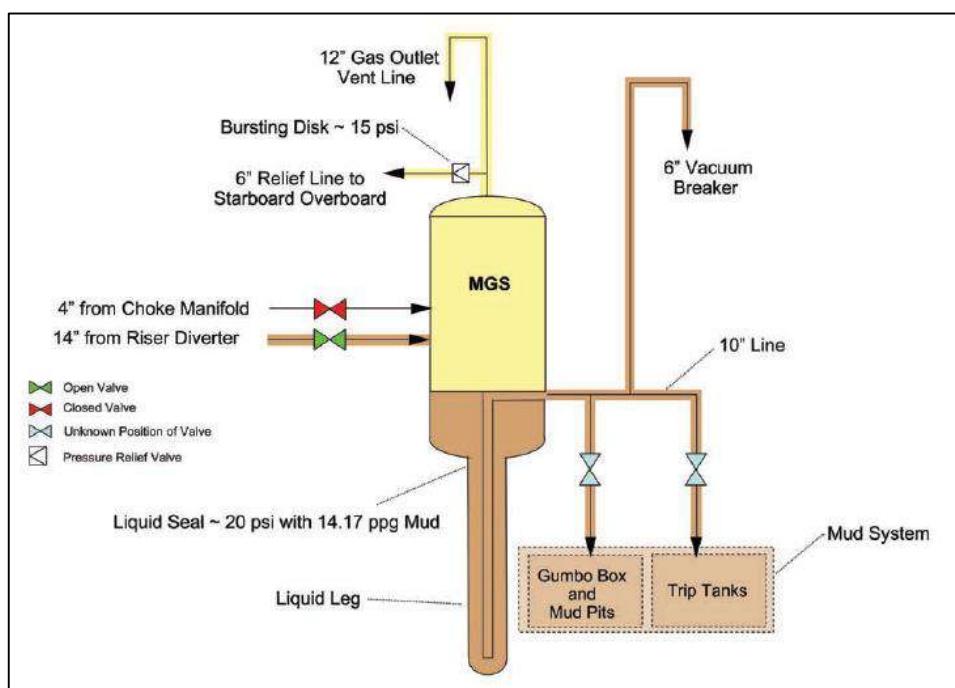 12” Gas Outlet
Vent Line
Bursting Disk ~ 15 psi
6” Relief Line to
Starboard Overboard
6” Vacuum
Breaker
MGS
4” from Choke Manifold
14” from Riser Diverter
10” Line
Open Valve
Closed Valve
Unknown Position of Valve
Pressure Relief Valve
Liquid Seal ~ 20 psi with 14.17 ppg Mud
Mud System
Liquid Leg
Gumbo Box
and
Mud Pits
Trip Tanks